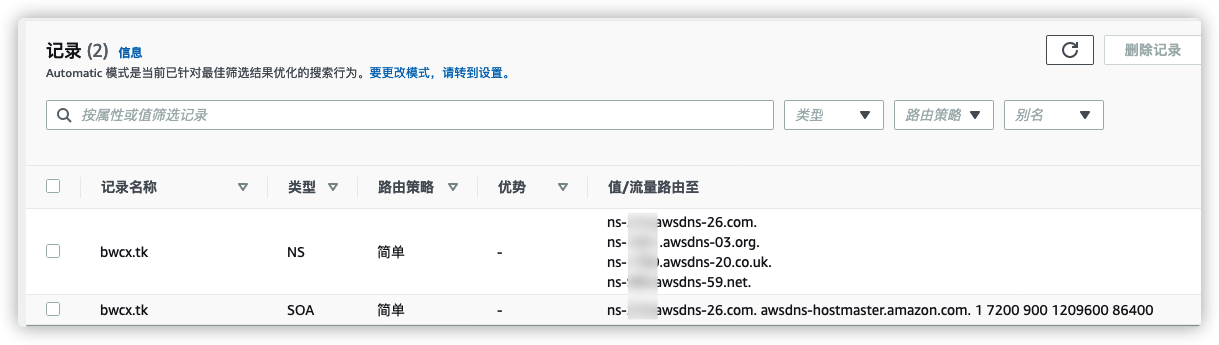 记录 (2) 信息
删除记录
Automatic 模式是当前已针对最佳筛选结果优化的搜索行为。要更改模式，请转到设置。
按属性或值筛选记录
类型
路由策略
别名
记录名称 类型 路由策略 优势 值/流量路由至
ns- awsdns-26.com.
ns- .awsdns-03.org.
bwcx.tk NS 简单 -
ns- .awsdns-20.co.uk.
ns- awsdns-59.net.
bwcx.tk SOA 简单 - ns- awsdns-26.com. awsdns-hostmaster.amazon.com. 1 7200 900 1209600 86400